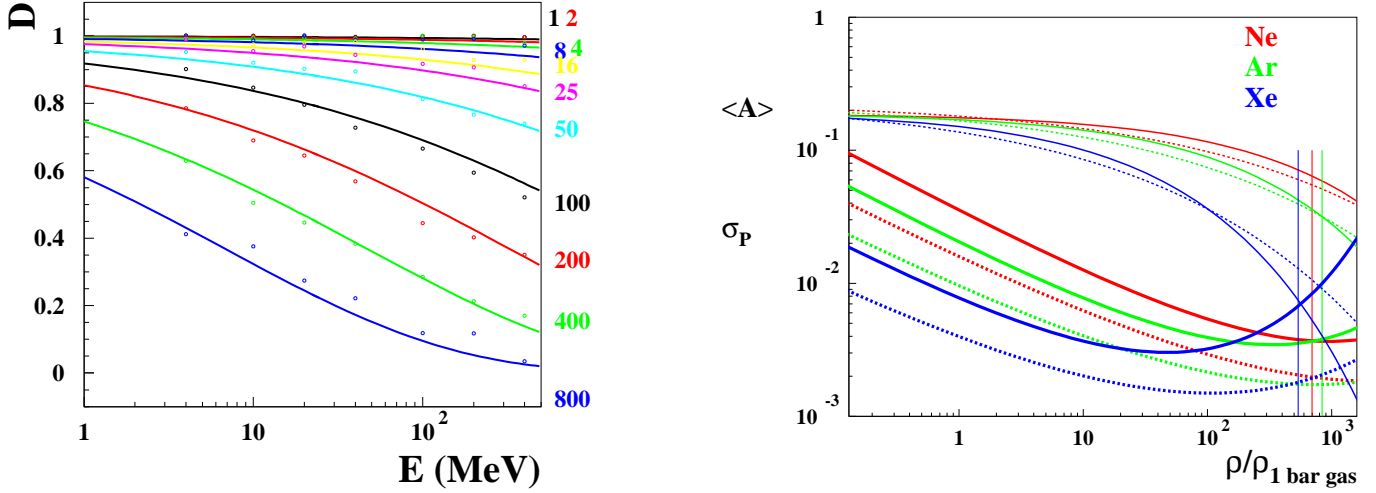 D
1
0.8
0.6
0.4
0.2
0
1 10 10²
E (MeV)
1 2
8 4
16
25
50
100
200
400
800
1
<A>
10⁻¹
σP
10⁻²
10⁻³
Ne
Ar
Xe
1 10 10² 10³
ρ/ρ1 bar gas